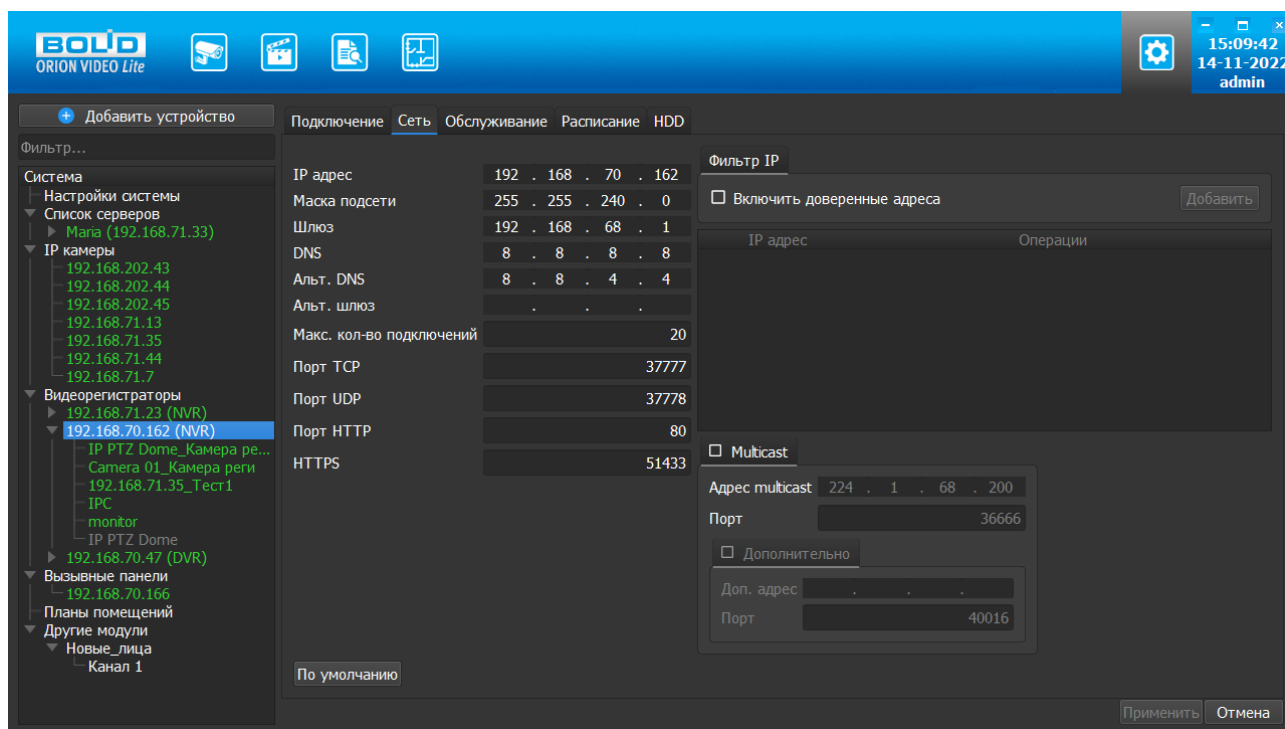 BOLID
ORION VIDEO Lite
15:09:42
14-11-2022
admin
Добавить устройство
Фильтр...
Система
Настройки системы
Список серверов
Maria (192.168.71.33)
IP камеры
192.168.202.43
192.168.202.44
192.168.202.45
192.168.71.13
192.168.71.35
192.168.71.44
192.168.71.7
Видеорегистраторы
192.168.71.23 (NVR)
192.168.70.162 (NVR)
IP PTZ Dome_Камера ре...
Camera 01_Камера реги
192.168.71.35_Тест1
IPC
monitor
IP PTZ Dome
192.168.70.47 (DVR)
Вызывные панели
192.168.70.166
Планы помещений
Другие модули
Новые_лица
Канал 1
Подключение Сеть Обслуживание Расписание HDD
IP адрес 192 . 168 . 70 . 162
Маска подсети 255 . 255 . 240 . 0
Шлюз 192 . 168 . 68 . 1
DNS 8 . 8 . 8 . 8
Альт. DNS 8 . 8 . 4 . 4
Альт. шлюз . . .
Макс. кол-во подключений 20
Порт TCP 37777
Порт UDP 37778
Порт HTTP 80
HTTPS 51433
По умолчанию
Фильтр IP
Включить доверенные адреса Добавить
IP адрес Операции
Multicast
Адрес multicast 224 . 1 . 68 . 200
Порт 36666
Дополнительно
Доп. адрес . . .
Порт 40016
Применить Отмена